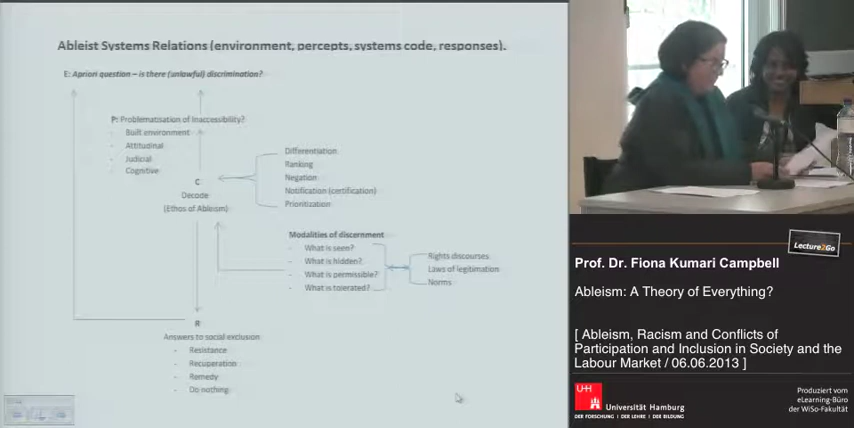 Ableist Systems Relations (environment, percepts, systems code, responses).
E: Apriori question – is there (unlawful) discrimination?
P: Problematisation of Inaccessibility?
- Built environment
- Attitudinal
- Judicial
- Cognitive
C
Decode
(Ethos of Ableism)
Differentiation
Ranking
Negation
Notification (certification)
Prioritization
Modalities of discernment
- What is seen?
- What is hidden?
- What is permissible?
- What is tolerated?
Rights discourses
Laws of legitimation
Norms
R
Answers to social exclusion
- Resistance
- Recuperation
- Remedy
- Do nothing
Lecture2Go
Prof. Dr. Fiona Kumari Campbell
Ableism: A Theory of Everything?
[ Ableism, Racism and Conflicts of
Participation and Inclusion in Society and the
Labour Market / 06.06.2013 ]
UH
Universität Hamburg
DER FORSCHUNG | DER LEHRE | DER BILDUNG
Produziert vom
eLearning-Büro
der WiSo-Fakultät